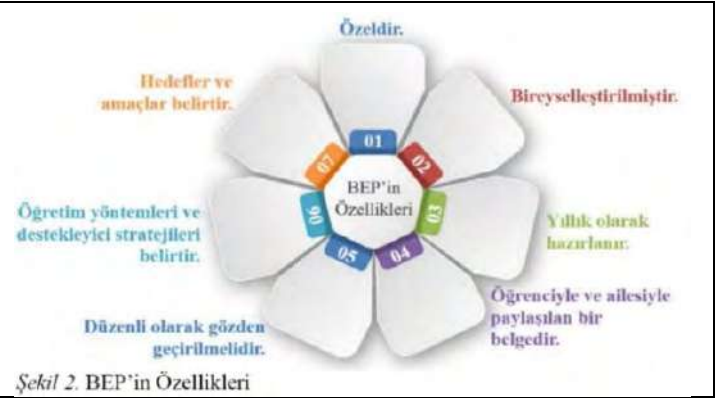 Özeldir.
01
Bireyselleştirilmiştir.
02
Yıllık olarak
hazırlanır.
03
Öğrenciyle ve ailesiyle
paylaşılan bir
belgedir.
04
Düzenli olarak gözden
geçirilmelidir.
05
Öğretim yöntemleri ve
destekleyici stratejileri
belirtir.
06
Hedefler ve
amaçlar belirtir.
07
BEP'in
Özellikleri
Şekil 2. BEP'in Özellikleri